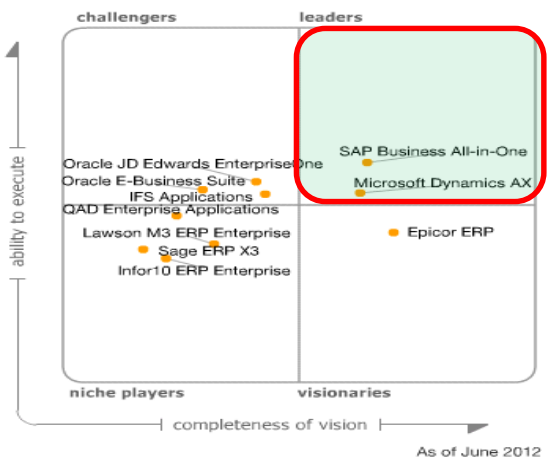 challengers
leaders
SAP Business All-in-One
Oracle JD Edwards EnterpriseOne
Oracle E-Business Suite
Microsoft Dynamics AX
IFS Applications
QAD Enterprise Applications
Lawson M3 ERP Enterprise
Epicor ERP
Sage ERP X3
Infor10 ERP Enterprise
ability to execute
niche players
visionaries
completeness of vision
As of June 2012